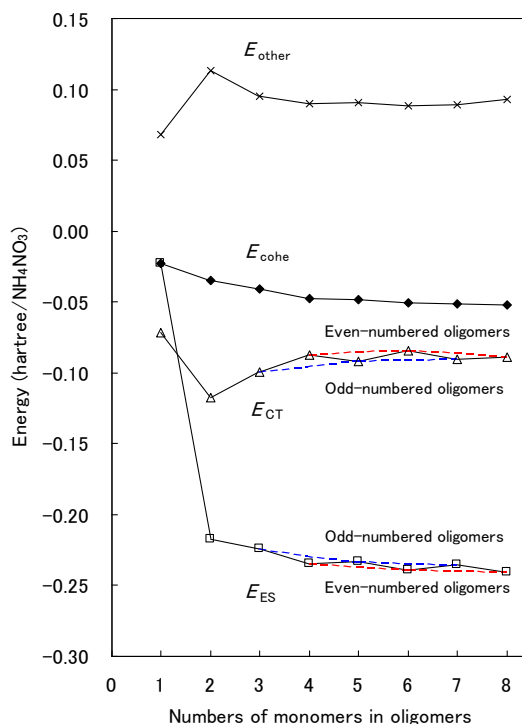 0.15
0.10
0.05
0.00
−0.05
−0.10
−0.15
−0.20
−0.25
−0.30
Energy (hartree/NH4NO3)
Eother
Ecohe
Even-numbered oligomers
Odd-numbered oligomers
ECT
Odd-numbered oligomers
Even-numbered oligomers
EES
0 1 2 3 4 5 6 7 8
Numbers of monomers in oligomers